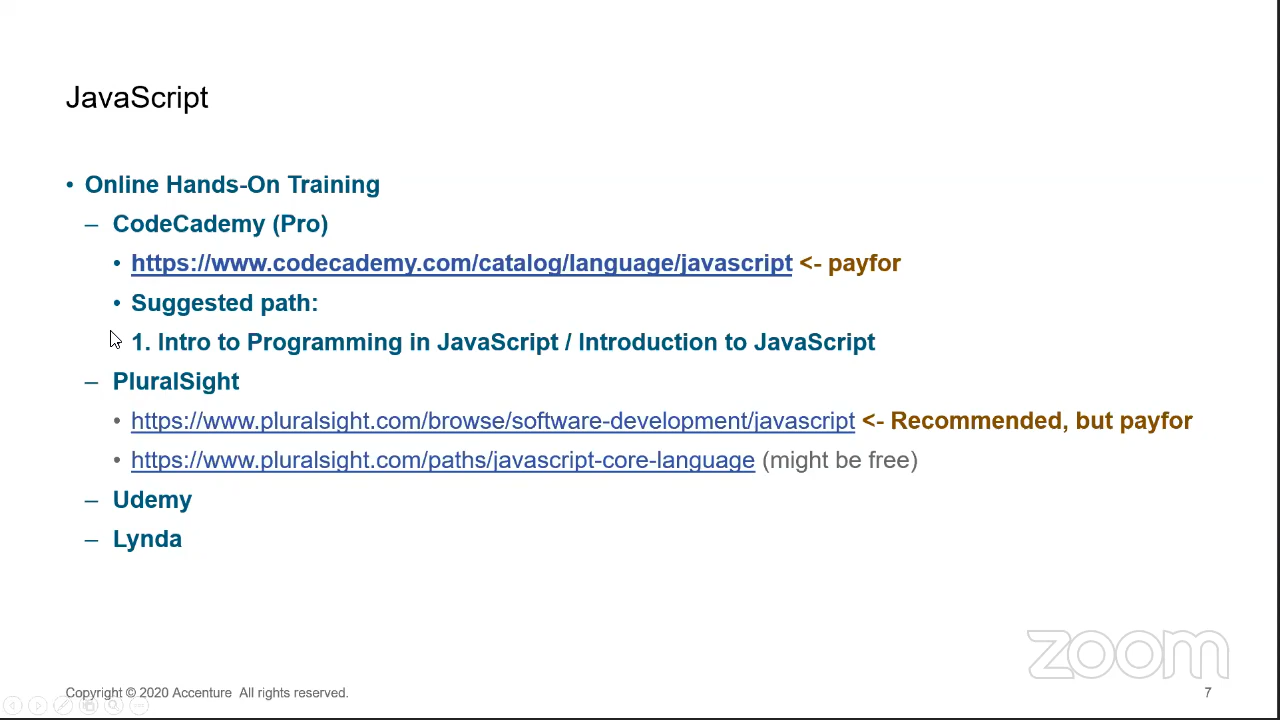 JavaScript
• Online Hands-On Training
– CodeCademy (Pro)
• https://www.codecademy.com/catalog/language/javascript <- payfor
• Suggested path:
1. Intro to Programming in JavaScript / Introduction to JavaScript
– PluralSight
• https://www.pluralsight.com/browse/software-development/javascript <- Recommended, but payfor
• https://www.pluralsight.com/paths/javascript-core-language (might be free)
– Udemy
– Lynda
zoom
Copyright © 2020 Accenture All rights reserved.
7